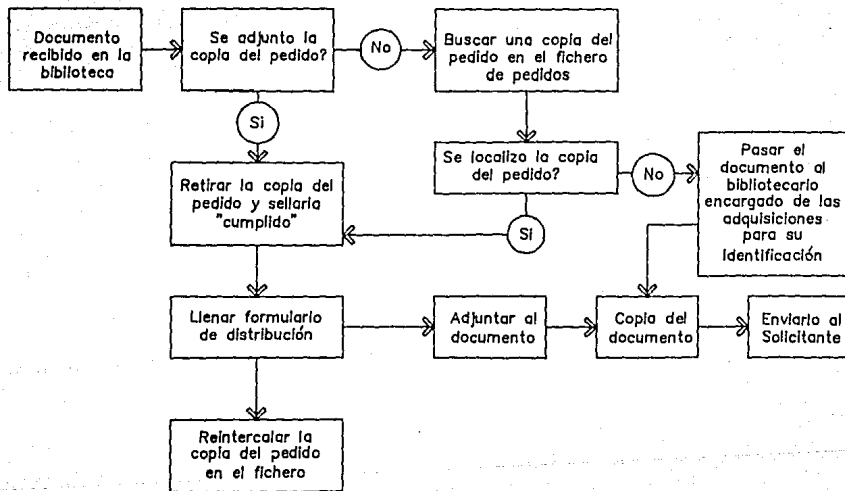 Documento
recibido en la
biblioteca
Se adjunto la
copia del pedido?
No
Buscar una copia del
pedido en el fichero
de pedidos
Si
Se localizo la copia
del pedido?
No
Pasar el
documento al
bibliotecario
encargado de las
adquisiciones
para su
identificación
Retirar la copia del
pedido y sellarla
"cumplido"
Si
Llenar formulario
de distribución
Adjuntar al
documento
Copia del
documento
Enviarlo al
Solicitante
Reintercalar la
copia del pedido
en el fichero